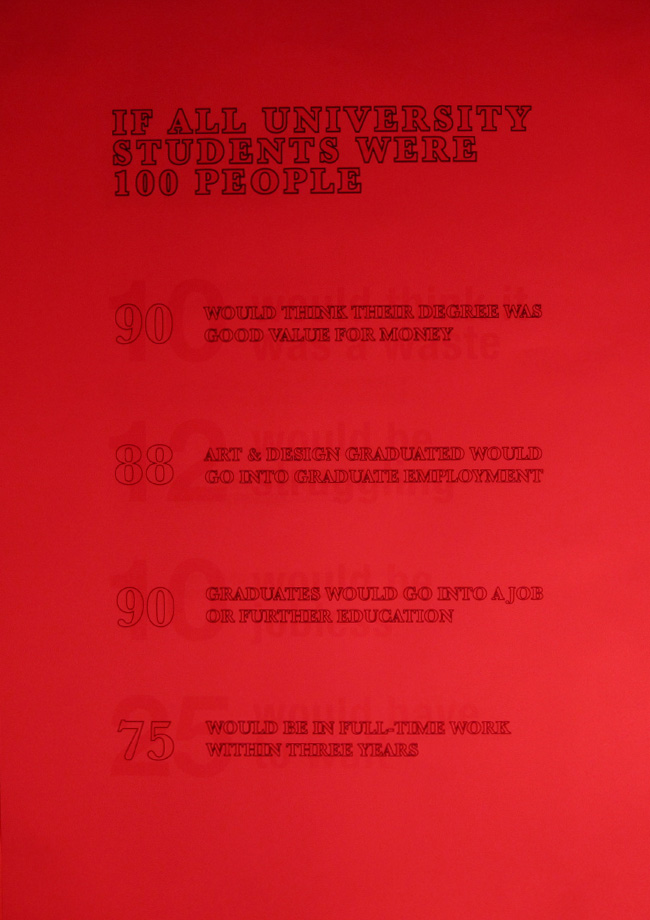 IF ALL UNIVERSITY
STUDENTS WERE
100 PEOPLE
10 would think it
was a waste
90 WOULD THINK THEIR DEGREE WAS
GOOD VALUE FOR MONEY
12 would be
struggling
88 ART & DESIGN GRADUATED WOULD
GO INTO GRADUATE EMPLOYMENT
10 would be
jobless
90 GRADUATES WOULD GO INTO A JOB
OR FURTHER EDUCATION
25 would have
75 WOULD BE IN FULL-TIME WORK
WITHIN THREE YEARS